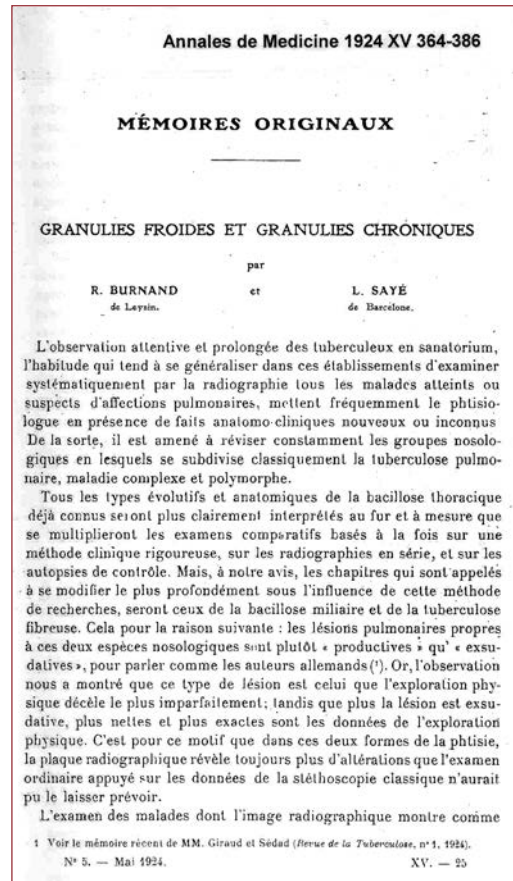 Annales de Medicine 1924 XV 364-386
MÉMOIRES ORIGINAUX
GRANULIES FROIDES ET GRANULIES CHRÓNIQUES
par
R. BURNAND et L. SAYÉ
de Leysin. de Barcelone.
L'observation attentive et prolongée des tuberculeux en sanatorium,
l'habitude qui tend à se généraliser dans ces établissements d'examiner
systématiquement par la radiographie tous les malades atteints ou
suspects d'affections pulmonaires, mettent fréquemment le phtisio-
logue en présence de faits anatomo-cliniques nouveaux ou inconnus
De la sorte, il est amené à réviser constamment les groupes nosolo-
giques en lesquels se subdivise classiquement la tuberculose pulmo-
naire, maladie complexe et polymorphe.
Tous les types évolutifs et anatomiques de la bacillose thoracique
déjà connus seront plus clairement interprétés au fur et à mesure que
se multiplieront les examens comparatifs basés à la fois sur une
méthode clinique rigoureuse, sur les radiographies en série, et sur les
autopsies de contrôle. Mais, à notre avis, les chapitres qui sont appelés
à se modifier le plus profondément sous l'influence de cette méthode
de recherches, seront ceux de la bacillose miliaire et de la tuberculose
fibreuse. Cela pour la raison suivante : les lésions pulmonaires propres
à ces deux espèces nosologiques sont plutôt « productives » qu' « exsu-
datives », pour parler comme les auteurs allemands (¹). Or, l'observation
nous a montré que ce type de lésion est celui que l'exploration phy-
sique décèle le plus imparfaitement; tandis que plus la lésion est exsu-
dative, plus nettes et plus exactes sont les données de l'exploration
physique. C'est pour ce motif que dans ces deux formes de la phtisie,
la plaque radiographique révèle toujours plus d'altérations que l'examen
ordinaire appuyé sur les données de la stéthoscopie classique n'aurait
pu le laisser prévoir.
L'examen des malades dont l'image radiographique montre comme
1 Voir le mémoire récent de MM. Giraud et Sédad (Revue de la Tuberculose, n° 1, 1924).
N° 5. — Mai 1924. XV. — 25